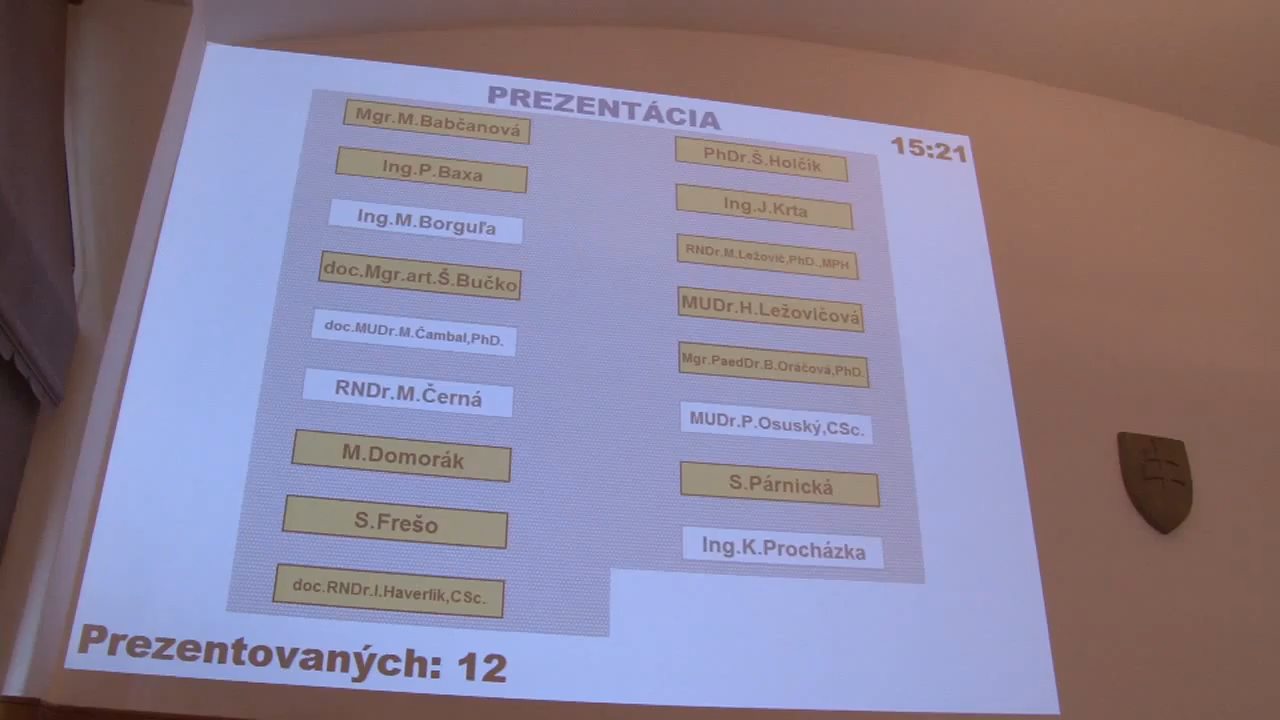 PREZENTÁCIA
15:21
Mgr.M.Babčanová
Ing.P.Baxa
Ing.M.Borguľa
doc.Mgr.art.Š.Bučko
doc.MUDr.M.Čambal,PhD.
RNDr.M.Černá
M.Domorák
S.Frešo
doc.RNDr.I.Haverlík,CSc.
PhDr.Š.Holčík
Ing.J.Krta
RNDr.M.Ležovič,PhD.,MPH
MUDr.H.Ležovičová
Mgr.PaedDr.B.Oráčová,PhD.
MUDr.P.Osuský,CSc.
S.Párnická
Ing.K.Procházka
Prezentovaných: 12